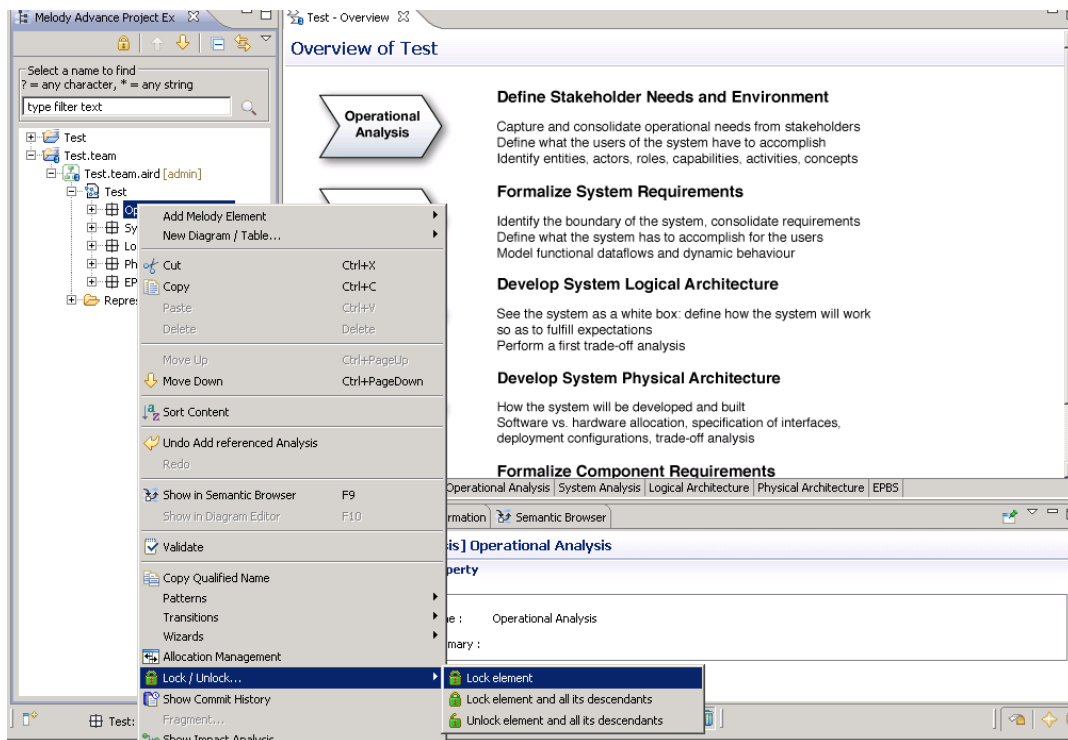 Melody Advance Project Ex
Test - Overview
Select a name to find
? = any character, * = any string
type filter text
Test
Test.team
Test.team.aird [admin]
Test
Op
Sy
Lo
Ph
EP
Repres
Overview of Test
Operational
Analysis
Define Stakeholder Needs and Environment
Capture and consolidate operational needs from stakeholders
Define what the users of the system have to accomplish
Identify entities, actors, roles, capabilities, activities, concepts
Formalize System Requirements
Identify the boundary of the system, consolidate requirements
Define what the system has to accomplish for the users
Model functional dataflows and dynamic behaviour
Develop System Logical Architecture
See the system as a white box: define how the system will work
so as to fulfill expectations
Perform a first trade-off analysis
Develop System Physical Architecture
How the system will be developed and built
Software vs. hardware allocation, specification of interfaces,
deployment configurations, trade-off analysis
Formalize Component Requirements
Operational Analysis System Analysis Logical Architecture Physical Architecture EPBS
rmation Semantic Browser
is] Operational Analysis
perty
e : Operational Analysis
mary :
Add Melody Element
New Diagram / Table...
Cut Ctrl+X
Copy Ctrl+C
Paste Ctrl+V
Delete Delete
Move Up Ctrl+PageUp
Move Down Ctrl+PageDown
Sort Content
Undo Add referenced Analysis
Redo
Show in Semantic Browser F9
Show in Diagram Editor F10
Validate
Copy Qualified Name
Patterns
Transitions
Wizards
Allocation Management
Lock / Unlock...
Show Commit History
Fragment...
Show Impact Analysis
Lock element
Lock element and all its descendants
Unlock element and all its descendants
Test: